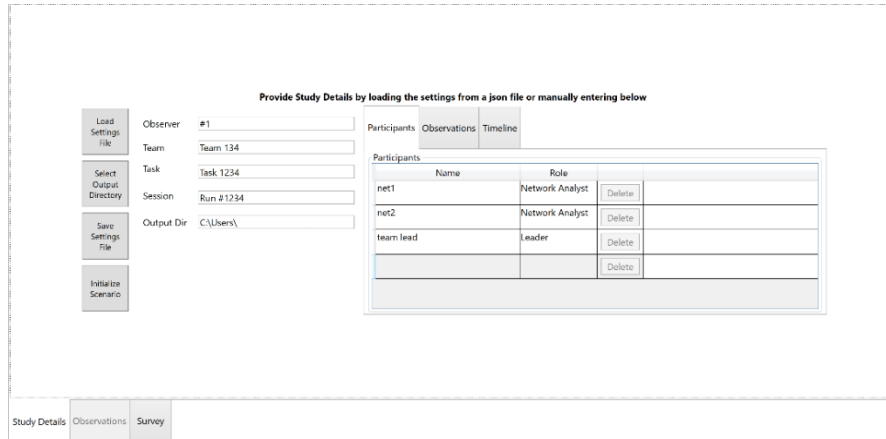 Provide Study Details by loading the settings from a json file or manually entering below
Load
Settings
File
Select
Output
Directory
Save
Settings
File
Initialize
Scenario
Observer #1
Team Team 134
Task Task 1234
Session Run #1234
Output Dir C:\Users\
Participants Observations Timeline
Participants
Name Role
net1 Network Analyst Delete
net2 Network Analyst Delete
team lead Leader Delete
Delete
Study Details Observations Survey